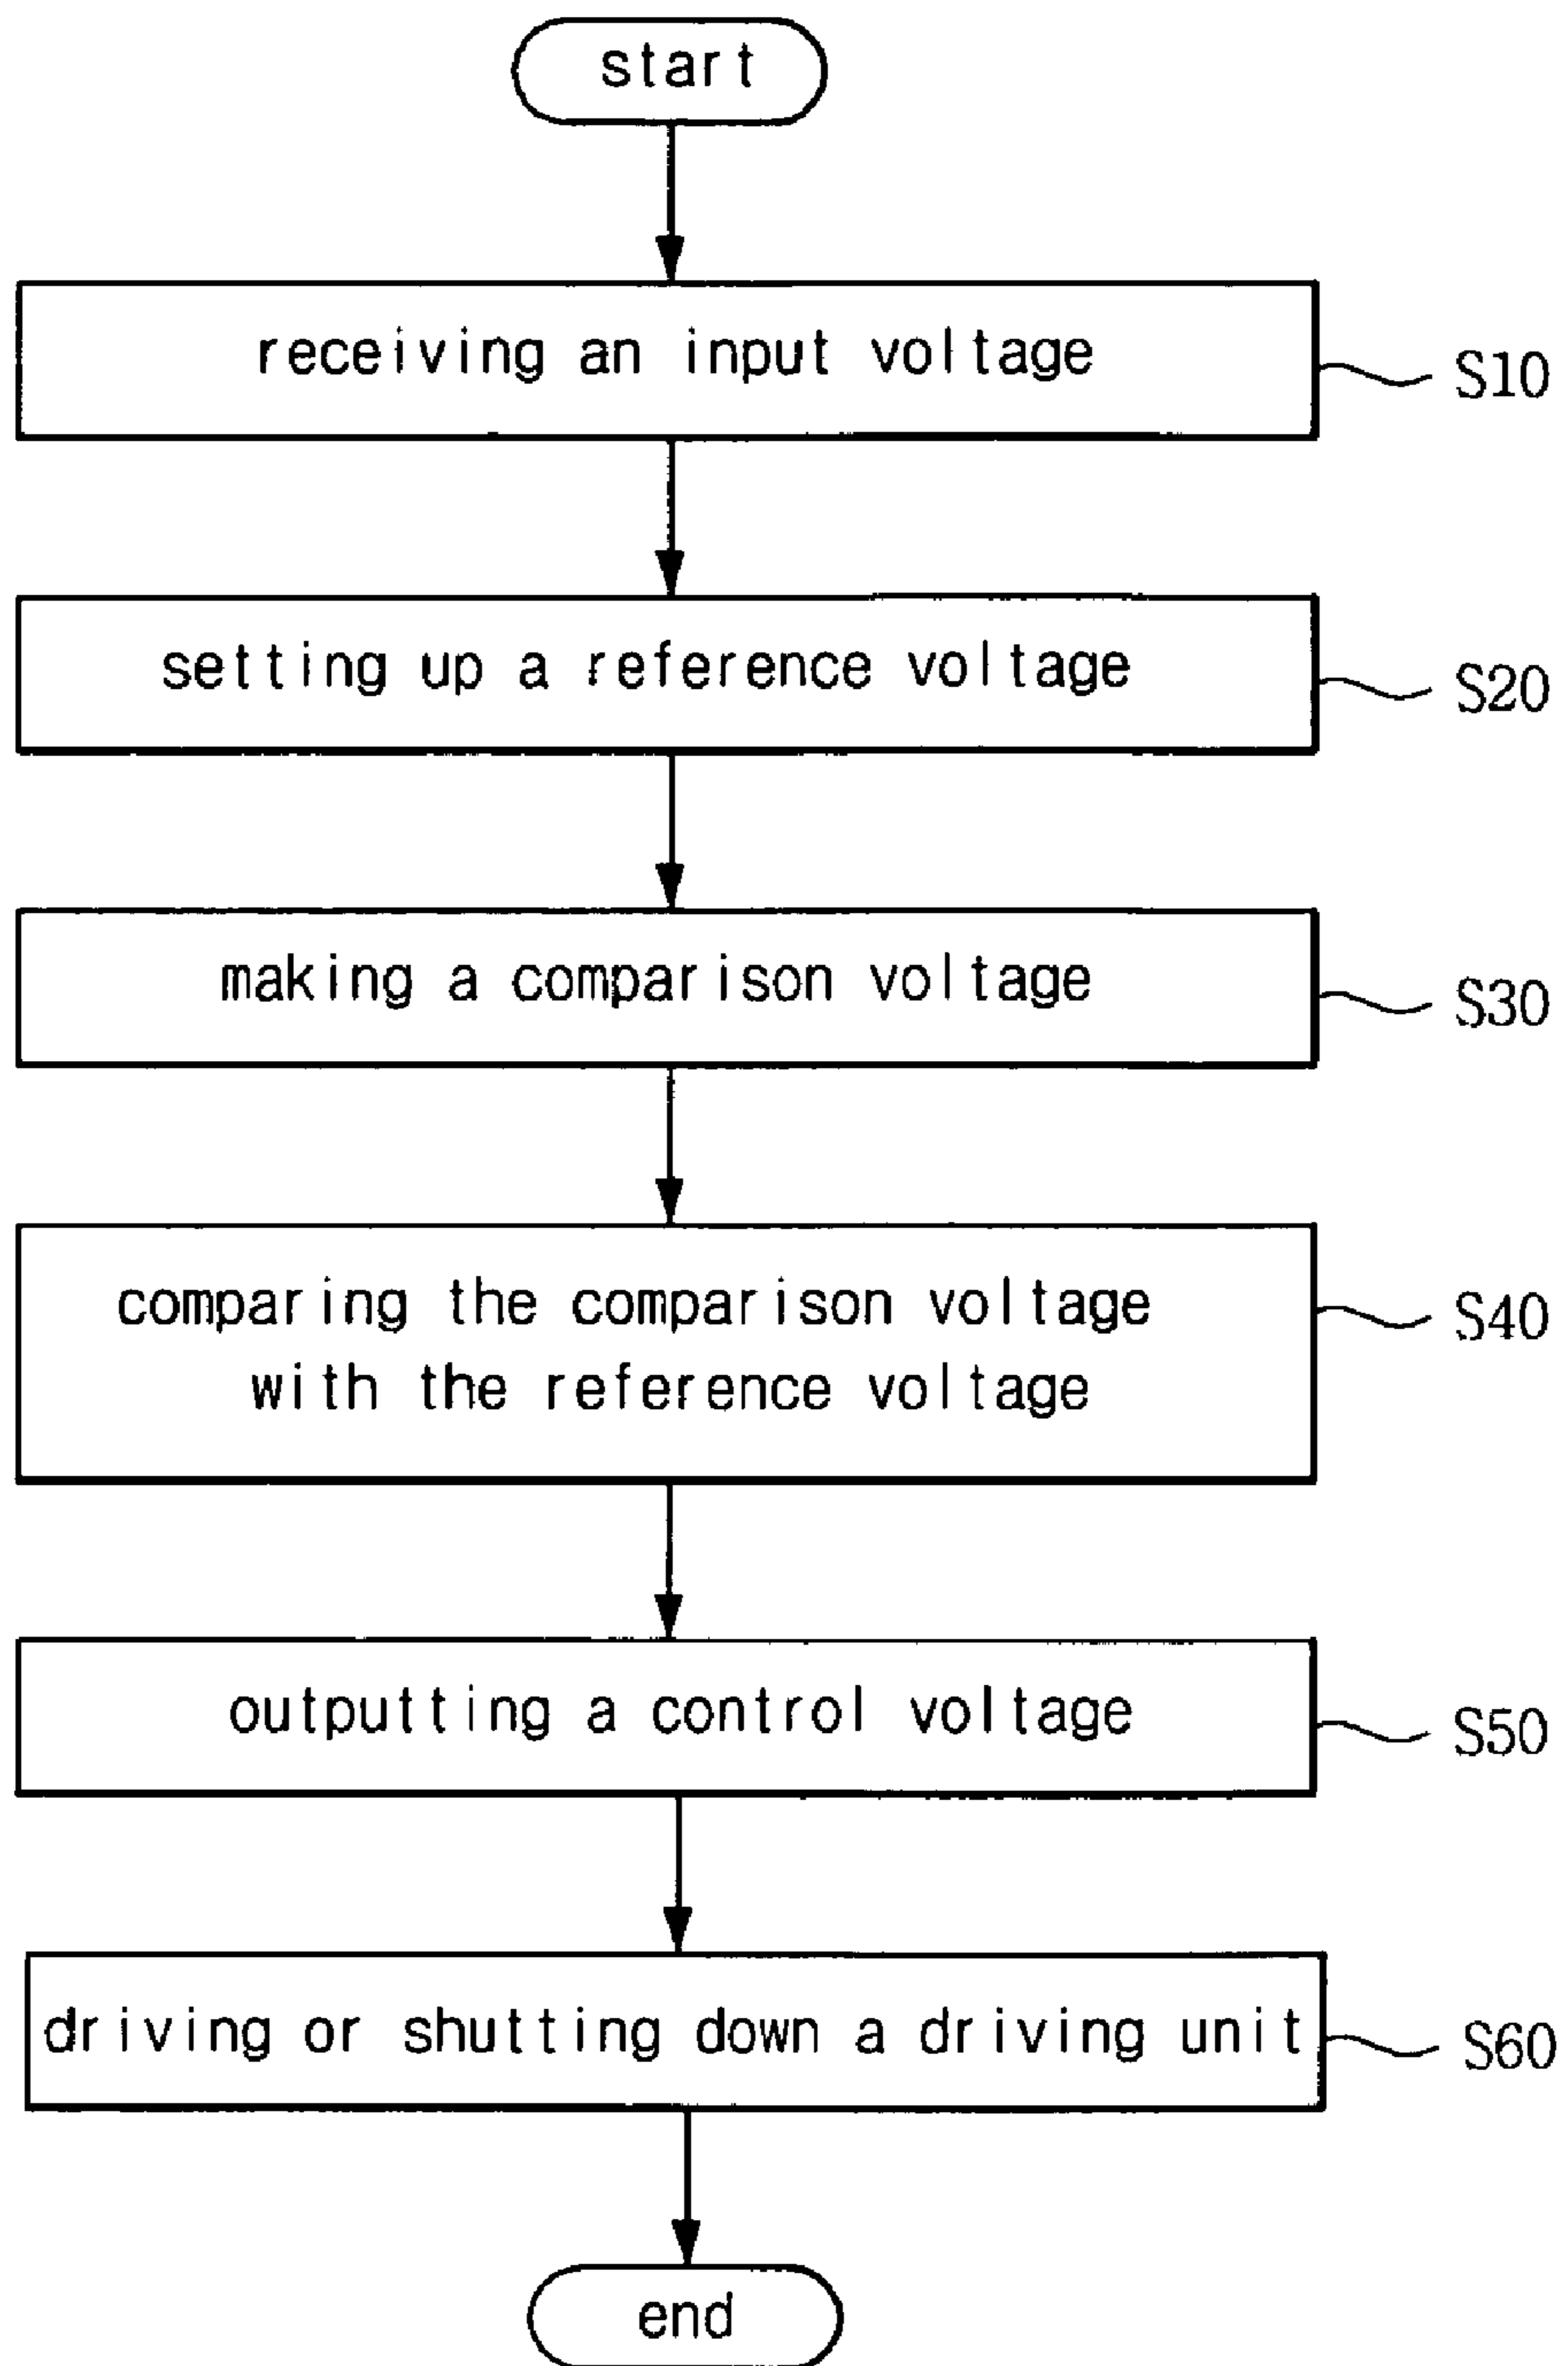 start
receiving an input voltage
S10
setting up a reference voltage
S20
making a comparison voltage
S30
comparing the comparison voltage
with the reference voltage
S40
outputting a control voltage
S50
driving or shutting down a driving unit
S60
end